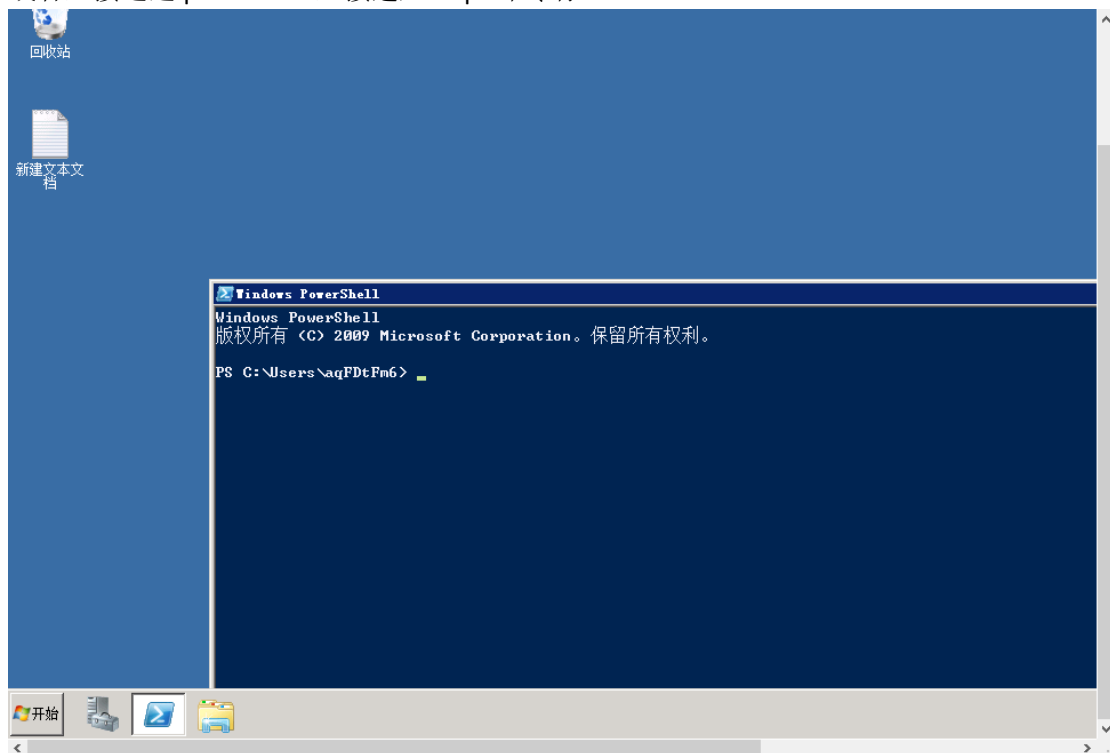 回收站
新建文本文
档
Windows PowerShell
Windows PowerShell
版权所有 (C) 2009 Microsoft Corporation。保留所有权利。
PS C:\Users\aqFDtFm6> _
开始